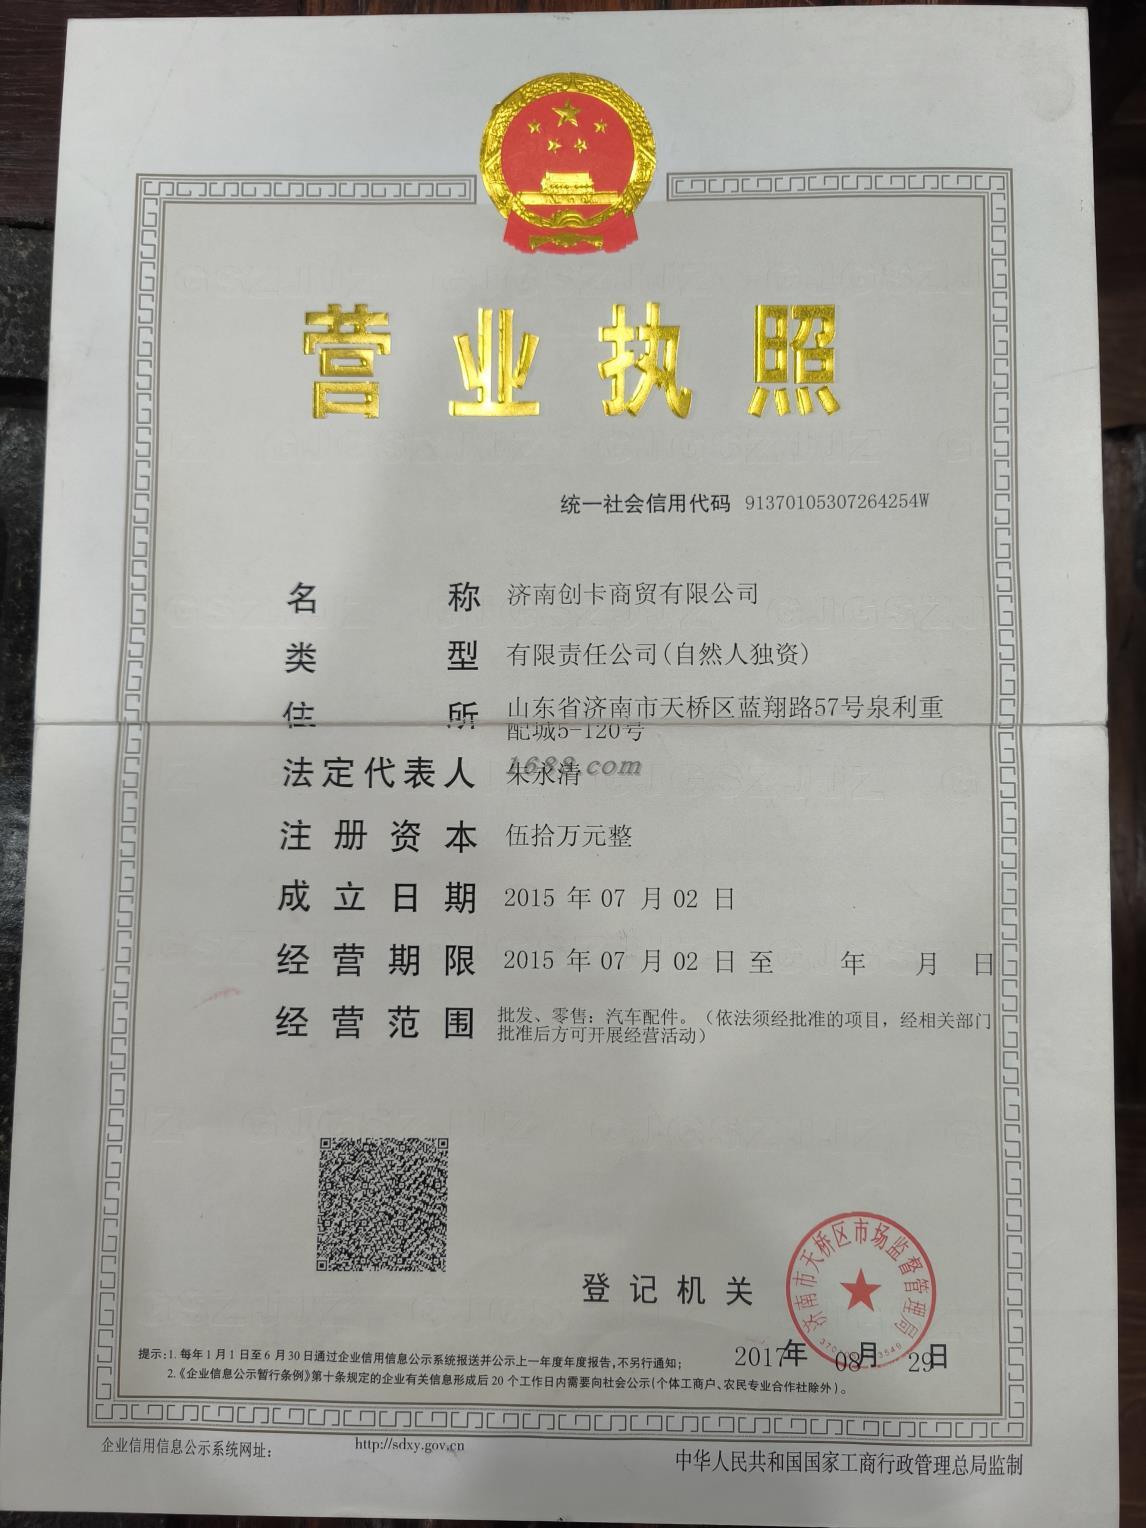 营业执照
统一社会信用代码 91370105307264254W
名称 济南创卡商贸有限公司
类型 有限责任公司(自然人独资)
住所 山东省济南市天桥区蓝翔路57号泉利重
配城5-120号
法定代表人 朱永清
1688.com
注册资本 伍拾万元整
成立日期 2015 年 07 月 02 日
经营期限 2015 年 07 月 02 日 至 年 月 日
经营范围 批发、零售：汽车配件。（依法须经批准的项目，经相关部门
批准后方可开展经营活动）
济南市天桥区市场监督管理局
登记机关
2017年 08月 29日
提示：1. 每年1月1日至6月30日通过企业信用信息公示系统报送并公示上一年度年度报告，不另行通知；
2.《企业信息公示暂行条例》第十条规定的企业有关信息形成后20个工作日内需要向社会公示(个体工商户、农民专业合作社除外)。
企业信用信息公示系统网址： http://sdxy.gov.cn
中华人民共和国国家工商行政管理总局监制